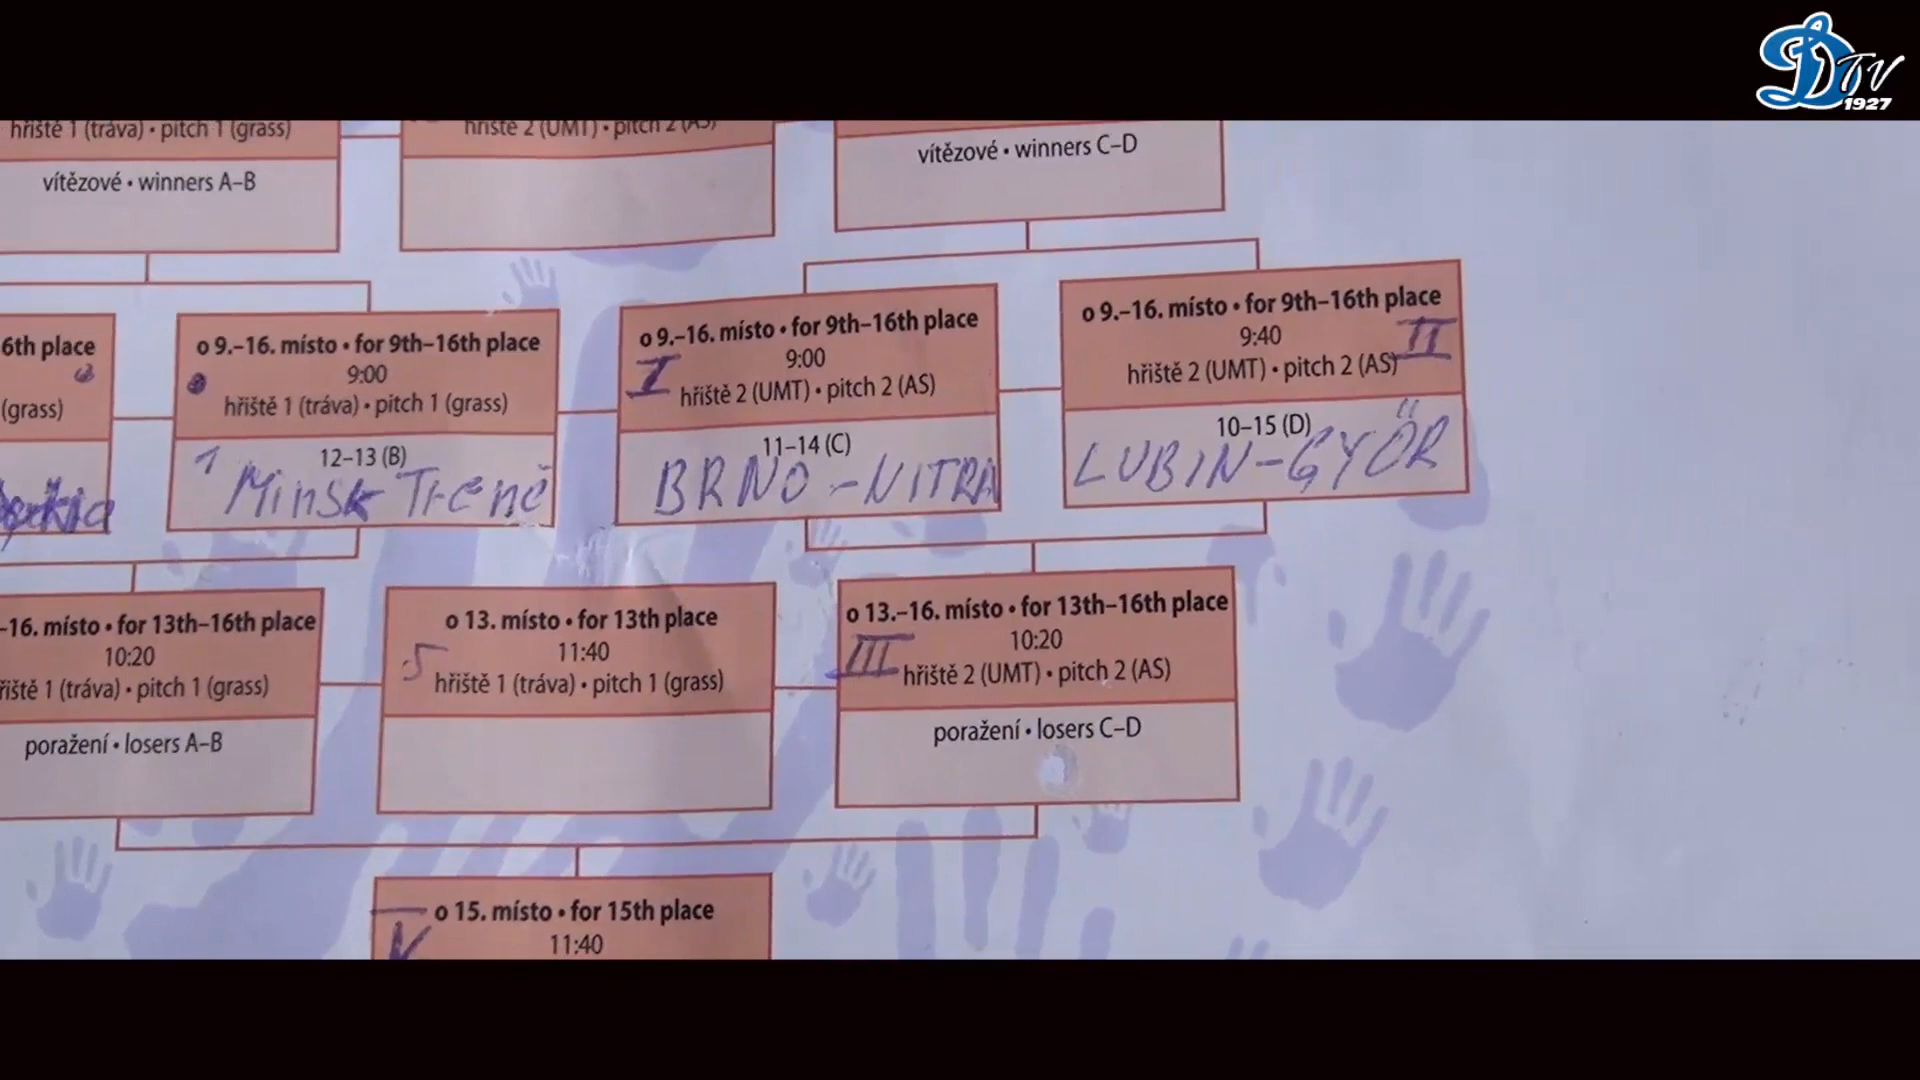 DTV
1927
hřiště 1 (tráva) • pitch 1 (grass)
vítězové • winners A–B
hřiště 2 (UMT) • pitch 2 (AS)
vítězové • winners C–D
6th place
(grass)
o 9.–16. místo • for 9th–16th place
9:00
hřiště 1 (tráva) • pitch 1 (grass)
12–13 (B)
1 Minsk Trenč
o 9.–16. místo • for 9th–16th place
I
9:00
hřiště 2 (UMT) • pitch 2 (AS)
11–14 (C)
BRNO – NITRA
o 9.–16. místo • for 9th–16th place
9:40
II
hřiště 2 (UMT) • pitch 2 (AS)
10–15 (D)
LUBIN – GYŐR
–16. místo • for 13th–16th place
10:20
řiště 1 (tráva) • pitch 1 (grass)
poražení • losers A–B
o 13. místo • for 13th place
11:40
5
hřiště 1 (tráva) • pitch 1 (grass)
o 13.–16. místo • for 13th–16th place
10:20
III
hřiště 2 (UMT) • pitch 2 (AS)
poražení • losers C–D
o 15. místo • for 15th place
11:40